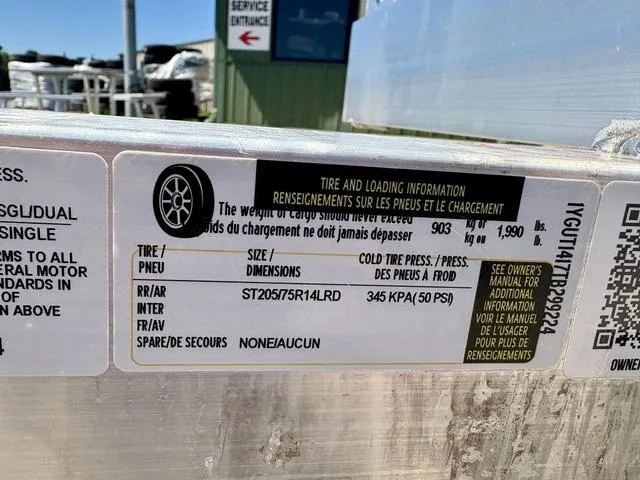 SERVICE
ENTRANCE
ESS.
SGL/DUAL
SINGLE
RMS TO ALL
ERAL MOTOR
NDARDS IN
OF
N ABOVE
4
TIRE AND LOADING INFORMATION
RENSEIGNEMENTS SUR LES PNEUS ET LE CHARGEMENT
The weight of cargo should never exceed 903 kg or 1,990 lbs.
oids du chargement ne doit jamais dépasser kg ou lb.
TIRE / SIZE / COLD TIRE PRESS. / PRESS.
PNEU DIMENSIONS DES PNEUS À FROID
RR/AR ST205/75R14LRD 345 KPA( 50 PSI)
INTER
FR/AV
SPARE/DE SECOURS NONE/AUCUN
SEE OWNER'S
MANUAL FOR
ADDITIONAL
INFORMATION
VOIR LE MANUEL
DE L'USAGER
POUR PLUS DE
RENSEIGNEMENTS
OWNE